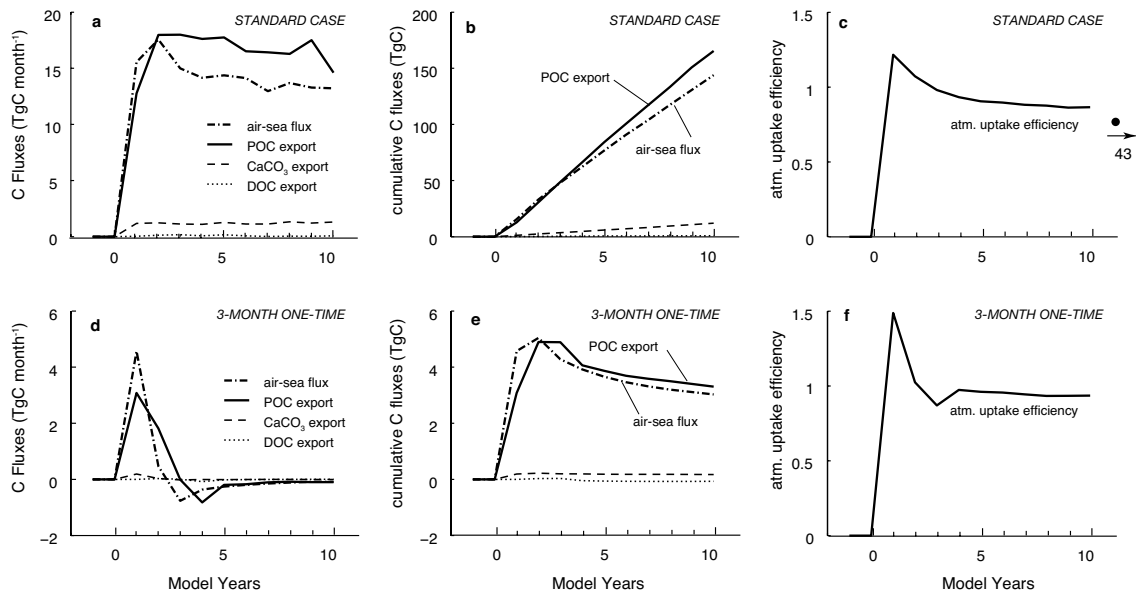 a
STANDARD CASE
C Fluxes (TgC month⁻¹)
20
15
10
5
0
air-sea flux
POC export
CaCO₃ export
DOC export
0
5
10
b
STANDARD CASE
cumulative C fluxes (TgC)
200
150
100
50
0
POC export
air-sea flux
0
5
10
c
STANDARD CASE
atm. uptake efficiency
1.5
1
0.5
0
atm. uptake efficiency
43
0
5
10
d
3-MONTH ONE-TIME
C Fluxes (TgC month⁻¹)
6
4
2
0
−2
air-sea flux
POC export
CaCO₃ export
DOC export
0
5
10
Model Years
e
3-MONTH ONE-TIME
cumulative C fluxes (TgC)
6
4
2
0
−2
POC export
air-sea flux
0
5
10
Model Years
f
3-MONTH ONE-TIME
atm. uptake efficiency
1.5
1
0.5
0
atm. uptake efficiency
0
5
10
Model Years